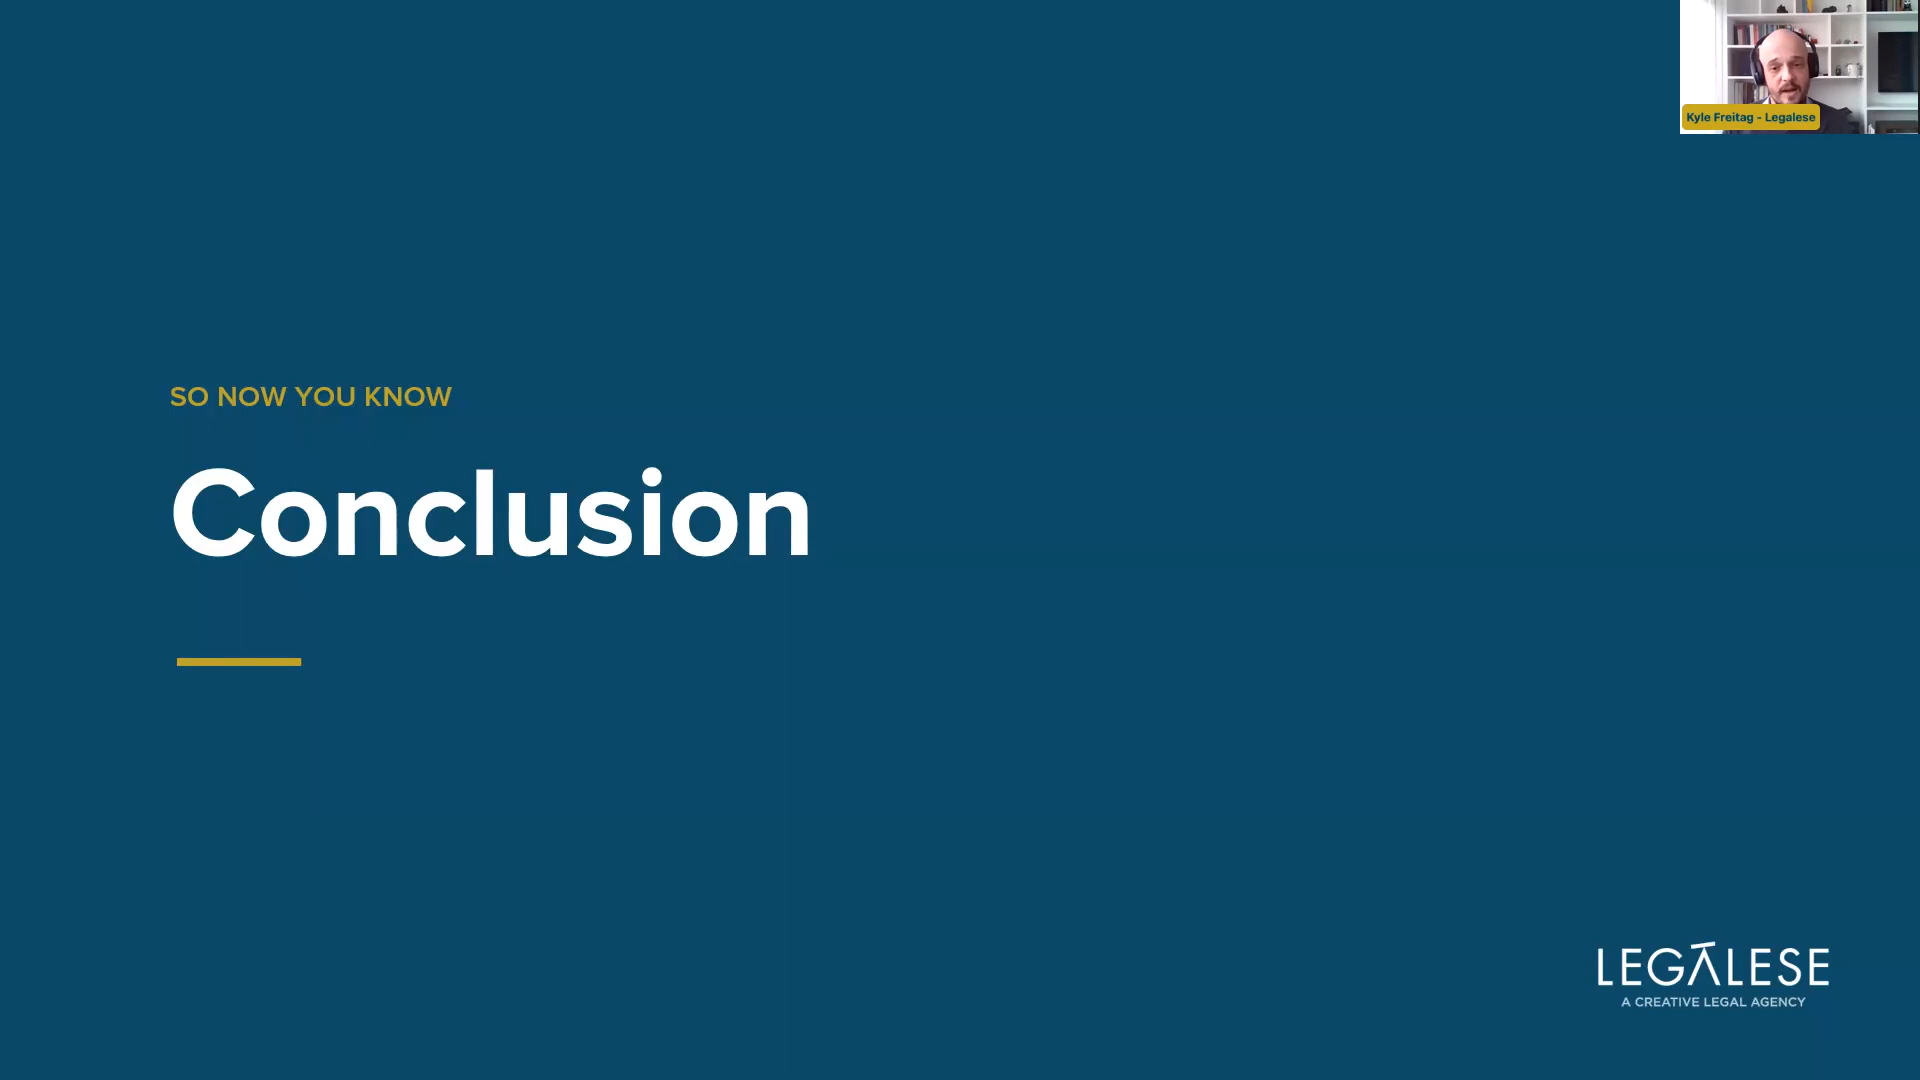 Kyle Freitag - Legalese
SO NOW YOU KNOW
Conclusion
LEGALESE
A CREATIVE LEGAL AGENCY